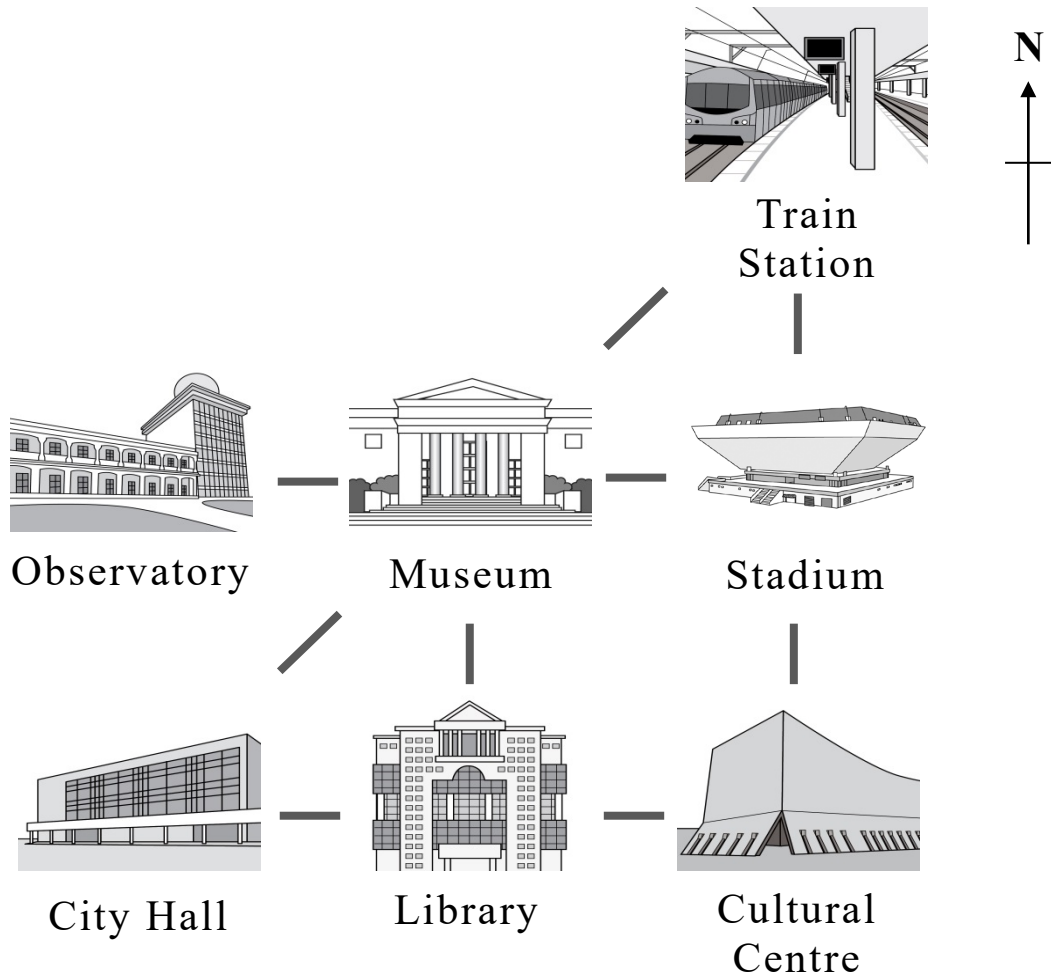 N
Train
Station
Observatory
Museum
Stadium
City Hall
Library
Cultural
Centre